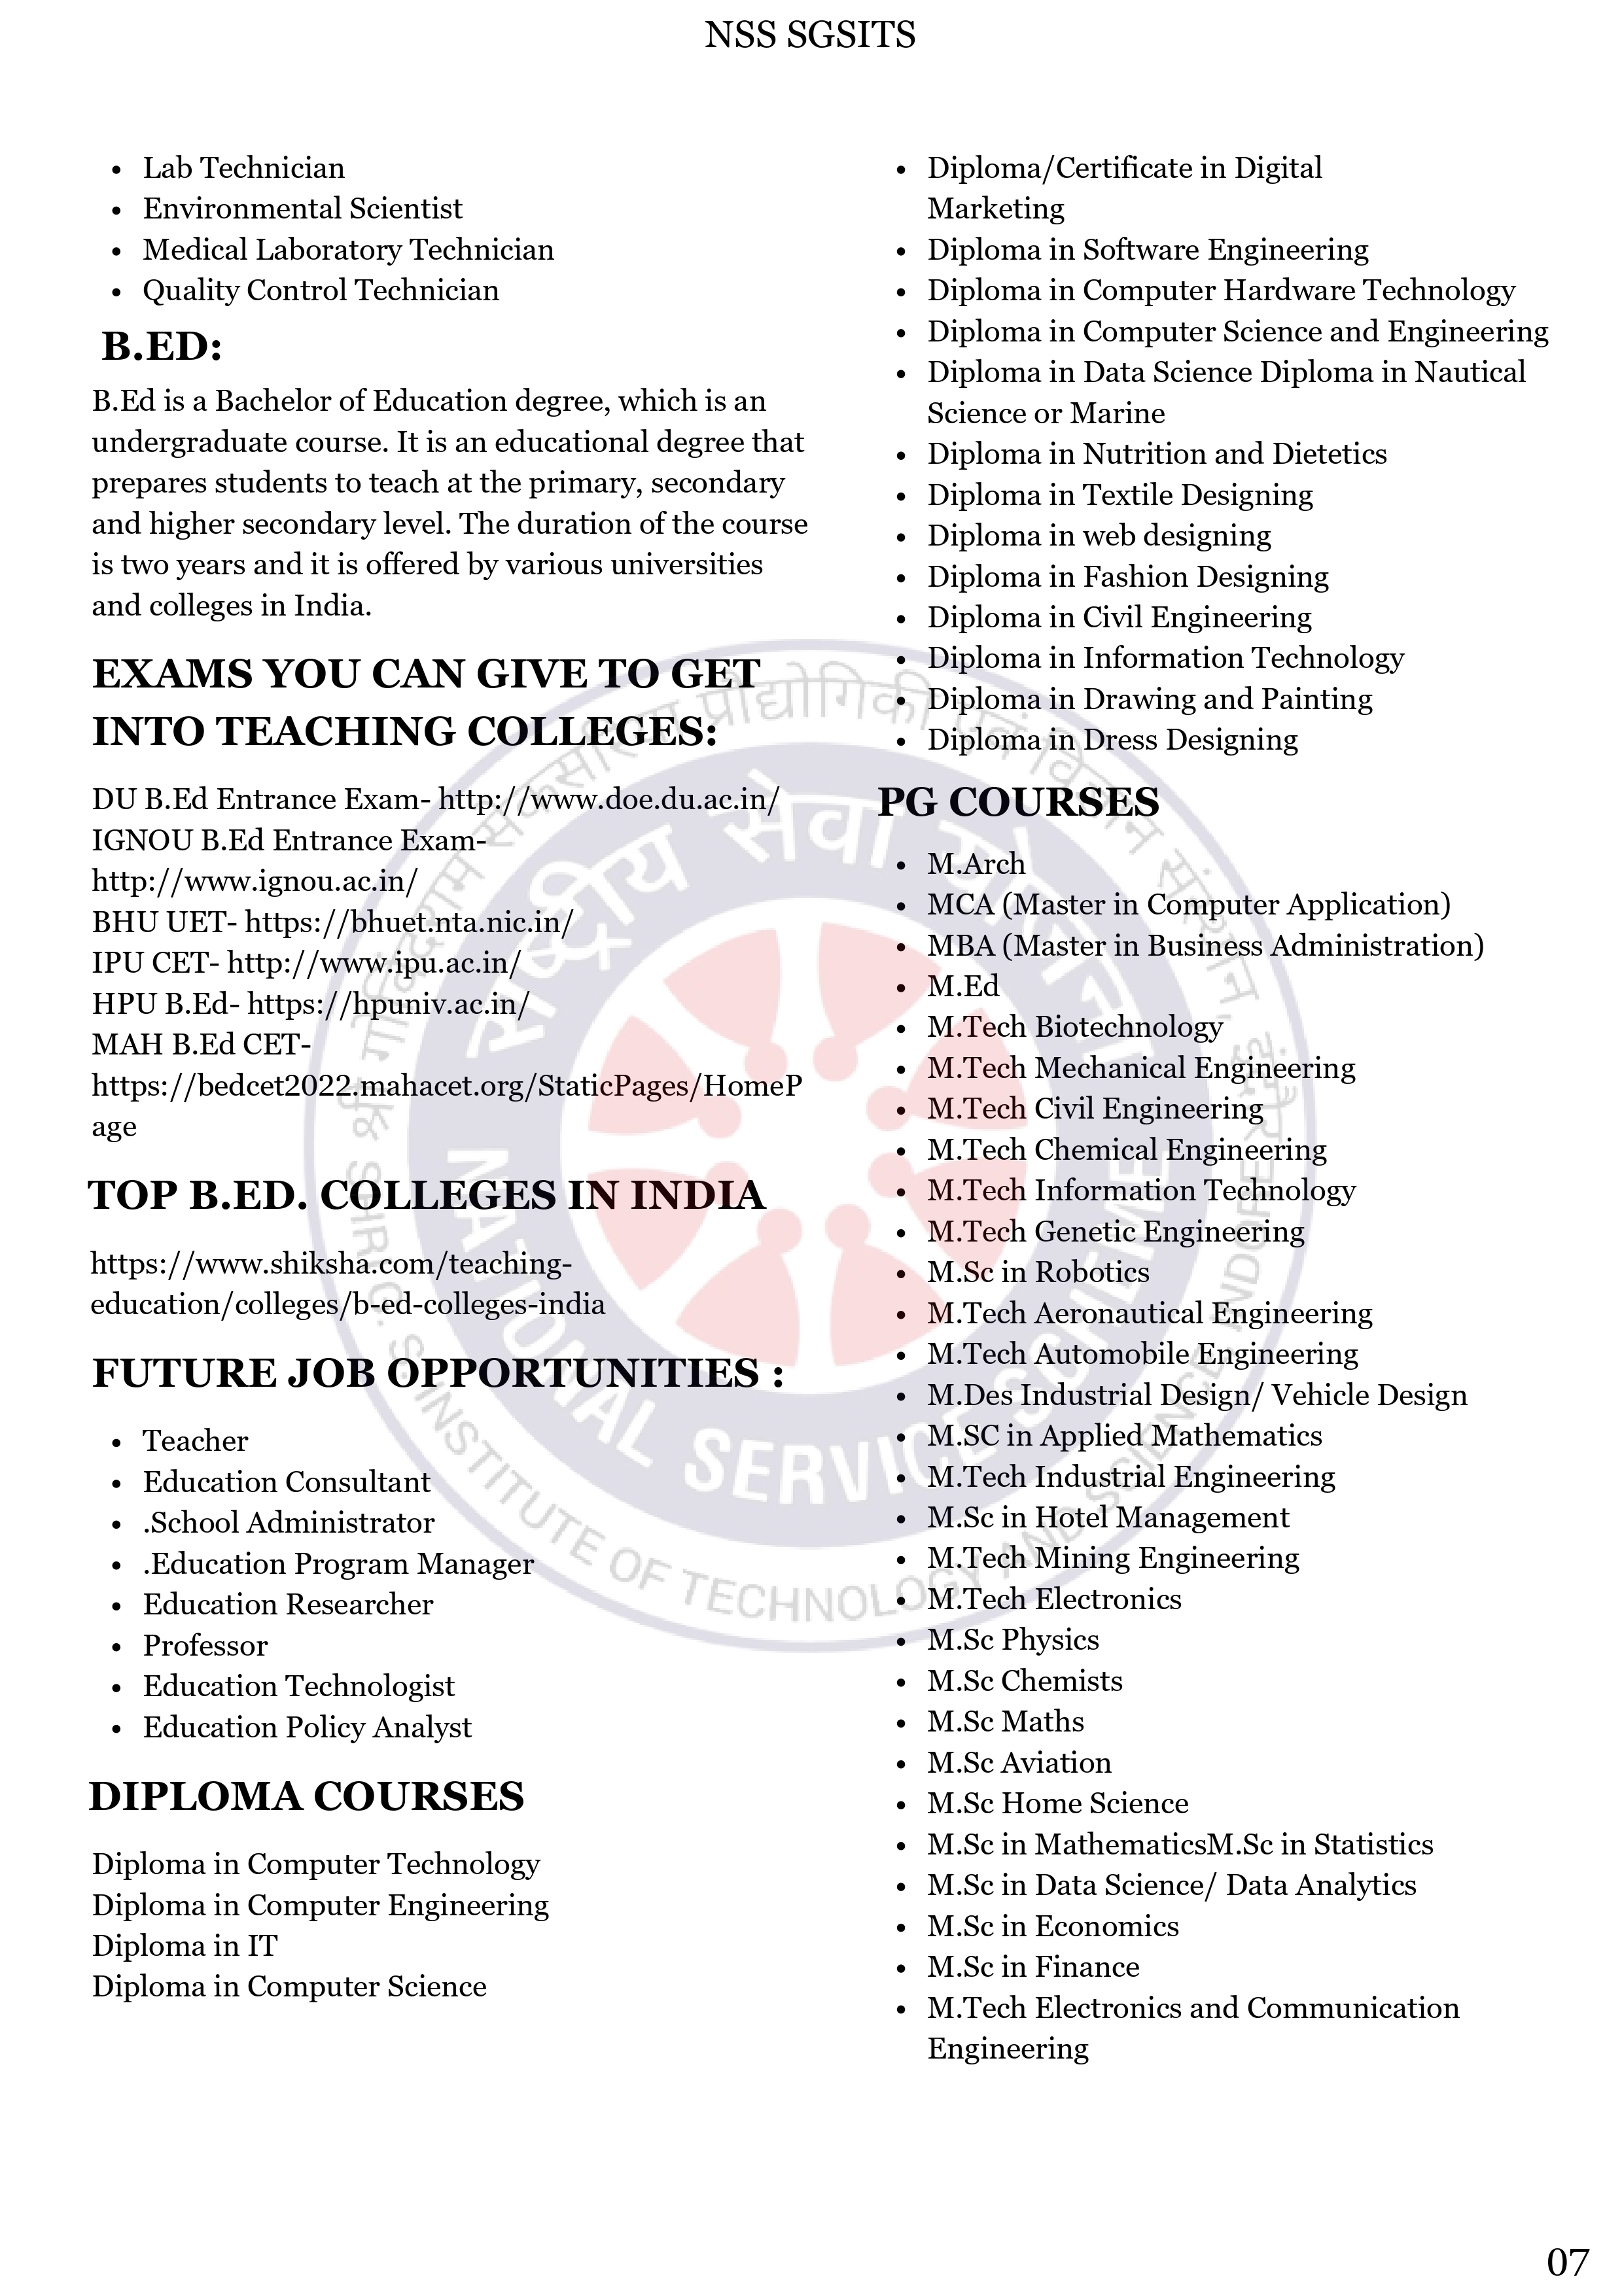 NSS SGSITS
• Lab Technician
• Environmental Scientist
• Medical Laboratory Technician
• Quality Control Technician
B.ED:
B.Ed is a Bachelor of Education degree, which is an
undergraduate course. It is an educational degree that
prepares students to teach at the primary, secondary
and higher secondary level. The duration of the course
is two years and it is offered by various universities
and colleges in India.
EXAMS YOU CAN GIVE TO GET
INTO TEACHING COLLEGES:
DU B.Ed Entrance Exam- http://www.doe.du.ac.in/
IGNOU B.Ed Entrance Exam-
http://www.ignou.ac.in/
BHU UET- https://bhuet.nta.nic.in/
IPU CET- http://www.ipu.ac.in/
HPU B.Ed- https://hpuniv.ac.in/
MAH B.Ed CET-
https://bedcet2022.mahacet.org/StaticPages/HomeP
age
TOP B.ED. COLLEGES IN INDIA
https://www.shiksha.com/teaching-
education/colleges/b-ed-colleges-india
FUTURE JOB OPPORTUNITIES :
• Teacher
• Education Consultant
• .School Administrator
• .Education Program Manager
• Education Researcher
• Professor
• Education Technologist
• Education Policy Analyst
DIPLOMA COURSES
Diploma in Computer Technology
Diploma in Computer Engineering
Diploma in IT
Diploma in Computer Science
• Diploma/Certificate in Digital
Marketing
• Diploma in Software Engineering
• Diploma in Computer Hardware Technology
• Diploma in Computer Science and Engineering
• Diploma in Data Science Diploma in Nautical
Science or Marine
• Diploma in Nutrition and Dietetics
• Diploma in Textile Designing
• Diploma in web designing
• Diploma in Fashion Designing
• Diploma in Civil Engineering
• Diploma in Information Technology
• Diploma in Drawing and Painting
• Diploma in Dress Designing
PG COURSES
• M.Arch
• MCA (Master in Computer Application)
• MBA (Master in Business Administration)
• M.Ed
• M.Tech Biotechnology
• M.Tech Mechanical Engineering
• M.Tech Civil Engineering
• M.Tech Chemical Engineering
• M.Tech Information Technology
• M.Tech Genetic Engineering
• M.Sc in Robotics
• M.Tech Aeronautical Engineering
• M.Tech Automobile Engineering
• M.Des Industrial Design/ Vehicle Design
• M.SC in Applied Mathematics
• M.Tech Industrial Engineering
• M.Sc in Hotel Management
• M.Tech Mining Engineering
• M.Tech Electronics
• M.Sc Physics
• M.Sc Chemists
• M.Sc Maths
• M.Sc Aviation
• M.Sc Home Science
• M.Sc in MathematicsM.Sc in Statistics
• M.Sc in Data Science/ Data Analytics
• M.Sc in Economics
• M.Sc in Finance
• M.Tech Electronics and Communication
Engineering
राष्ट्रीय सेवा योजना
NATIONAL SERVICE SCHEME
SHRI G. S. INSTITUTE OF TECHNOLOGY AND SCIENCE INDORE
07